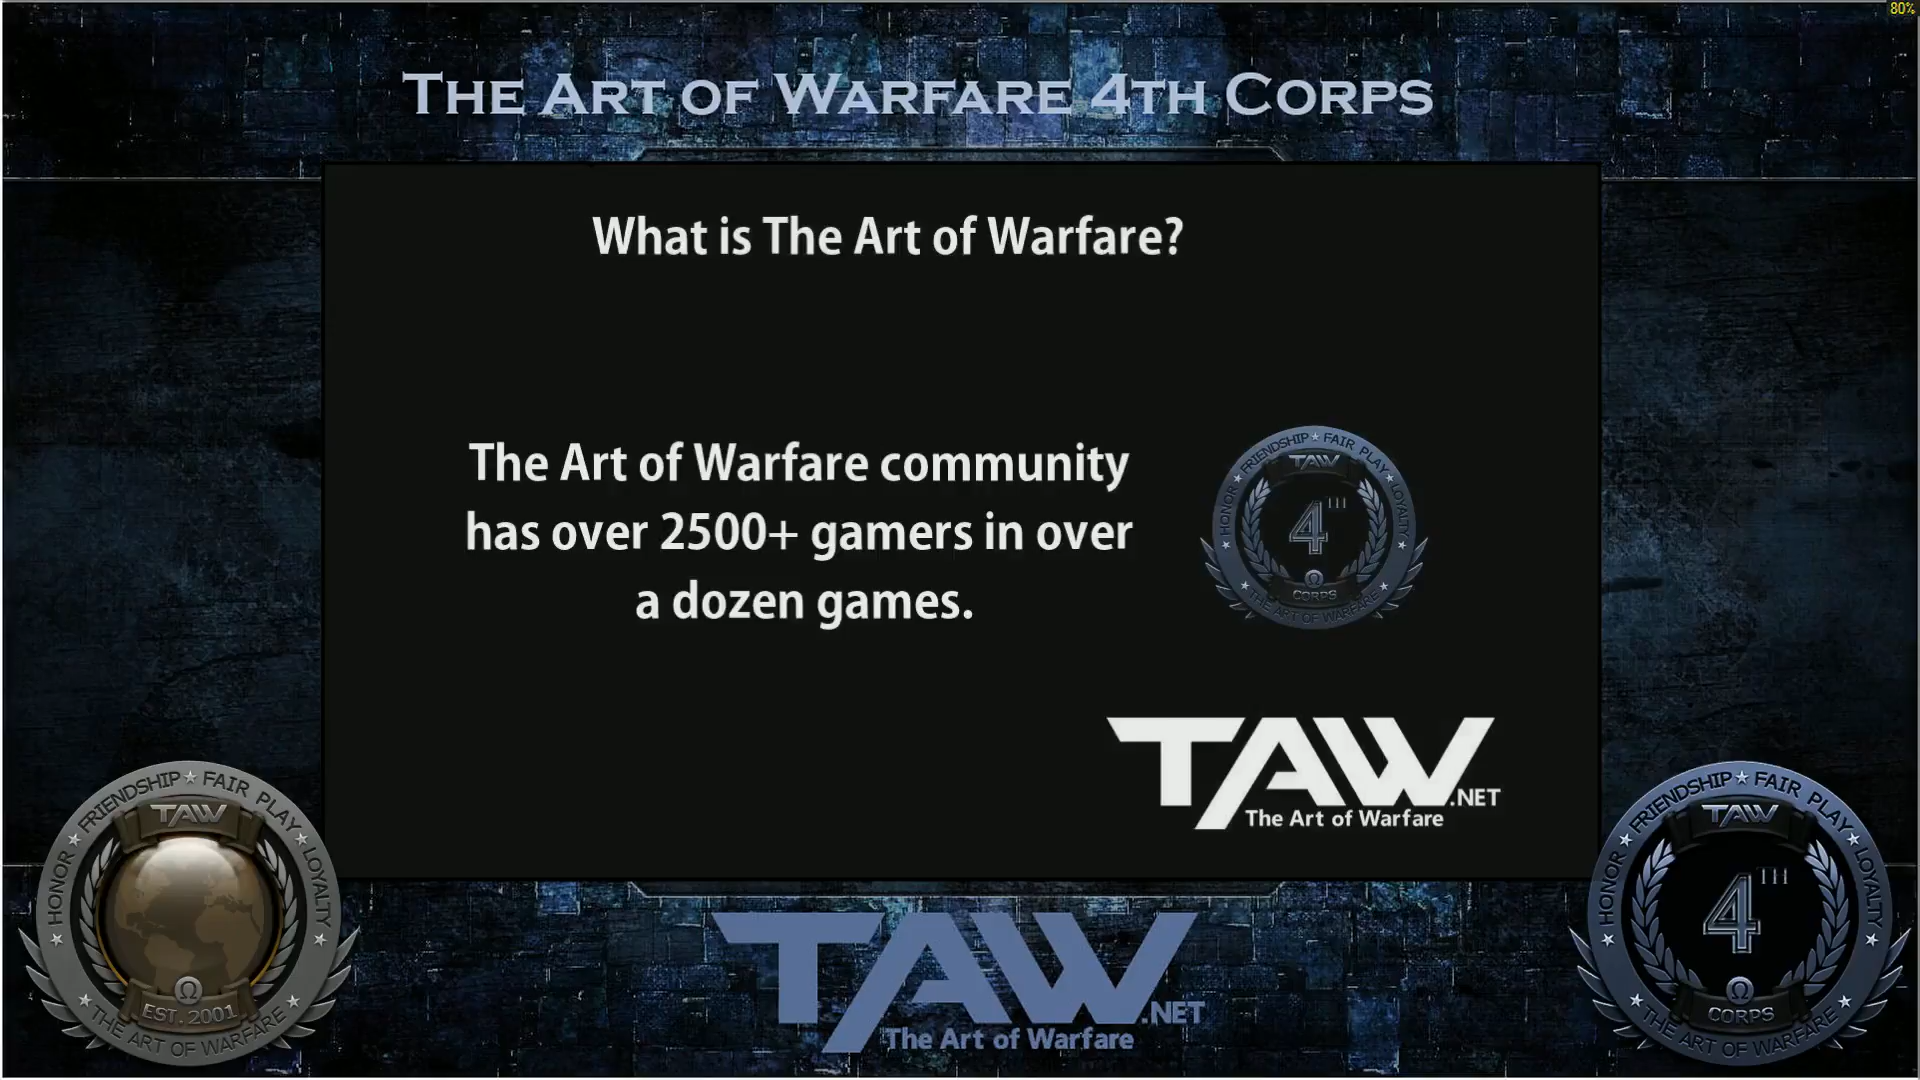 80%
The Art of Warfare 4th Corps
What is The Art of Warfare?
The Art of Warfare community
has over 2500+ gamers in over
a dozen games.
HONOR ★ FRIENDSHIP ★ FAIR PLAY ★ LOYALTY
TAW
4TH
Ω
CORPS
THE ART OF WARFARE
TAW.NET
The Art of Warfare
HONOR ★ FRIENDSHIP ★ FAIR PLAY ★ LOYALTY
TAW
Ω
EST. 2001
THE ART OF WARFARE
TAW.NET
The Art of Warfare
HONOR ★ FRIENDSHIP ★ FAIR PLAY ★ LOYALTY
TAW
4TH
Ω
CORPS
THE ART OF WARFARE